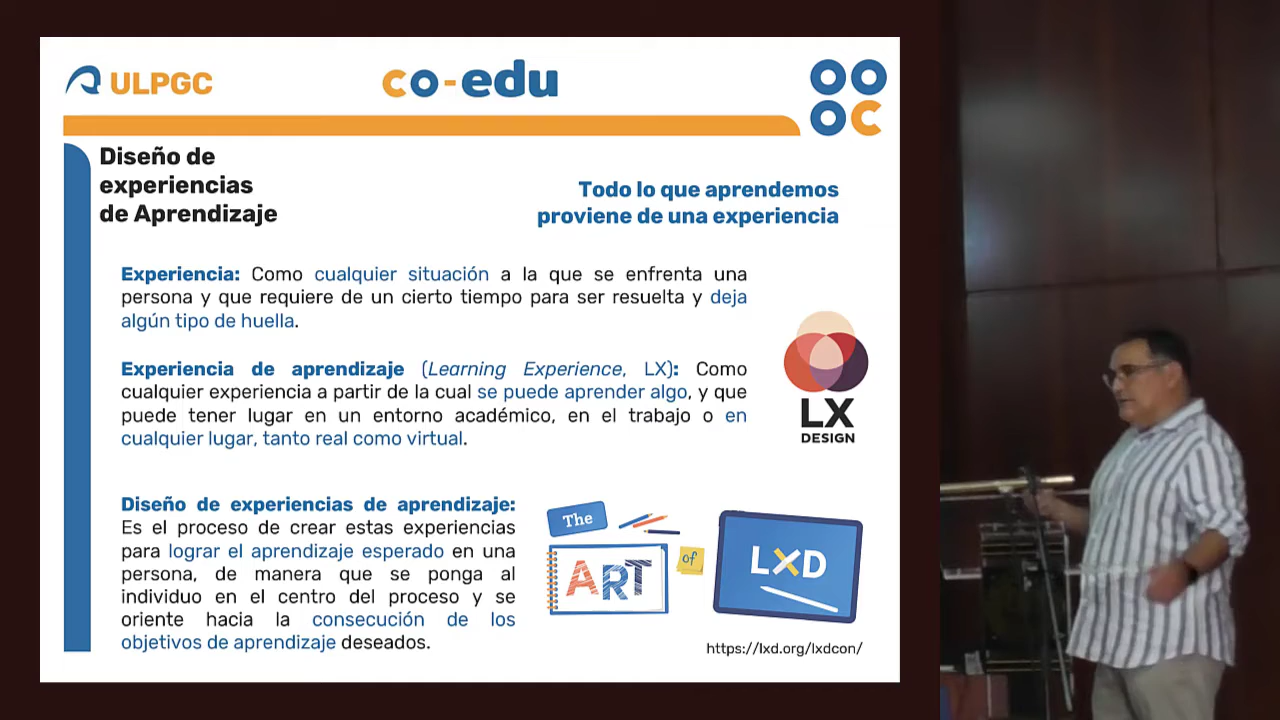 ULPGC
co-edu
OO
OC
Diseño de
experiencias
de Aprendizaje
Todo lo que aprendemos
proviene de una experiencia
Experiencia: Como cualquier situación a la que se enfrenta una
persona y que requiere de un cierto tiempo para ser resuelta y deja
algún tipo de huella.
Experiencia de aprendizaje (Learning Experience, LX): Como
cualquier experiencia a partir de la cual se puede aprender algo, y que
puede tener lugar en un entorno académico, en el trabajo o en
cualquier lugar, tanto real como virtual.
LX
DESIGN
Diseño de experiencias de aprendizaje:
Es el proceso de crear estas experiencias
para lograr el aprendizaje esperado en una
persona, de manera que se ponga al
individuo en el centro del proceso y se
oriente hacia la consecución de los
objetivos de aprendizaje deseados.
The
ART
of
LXD
https://lxd.org/lxdcon/